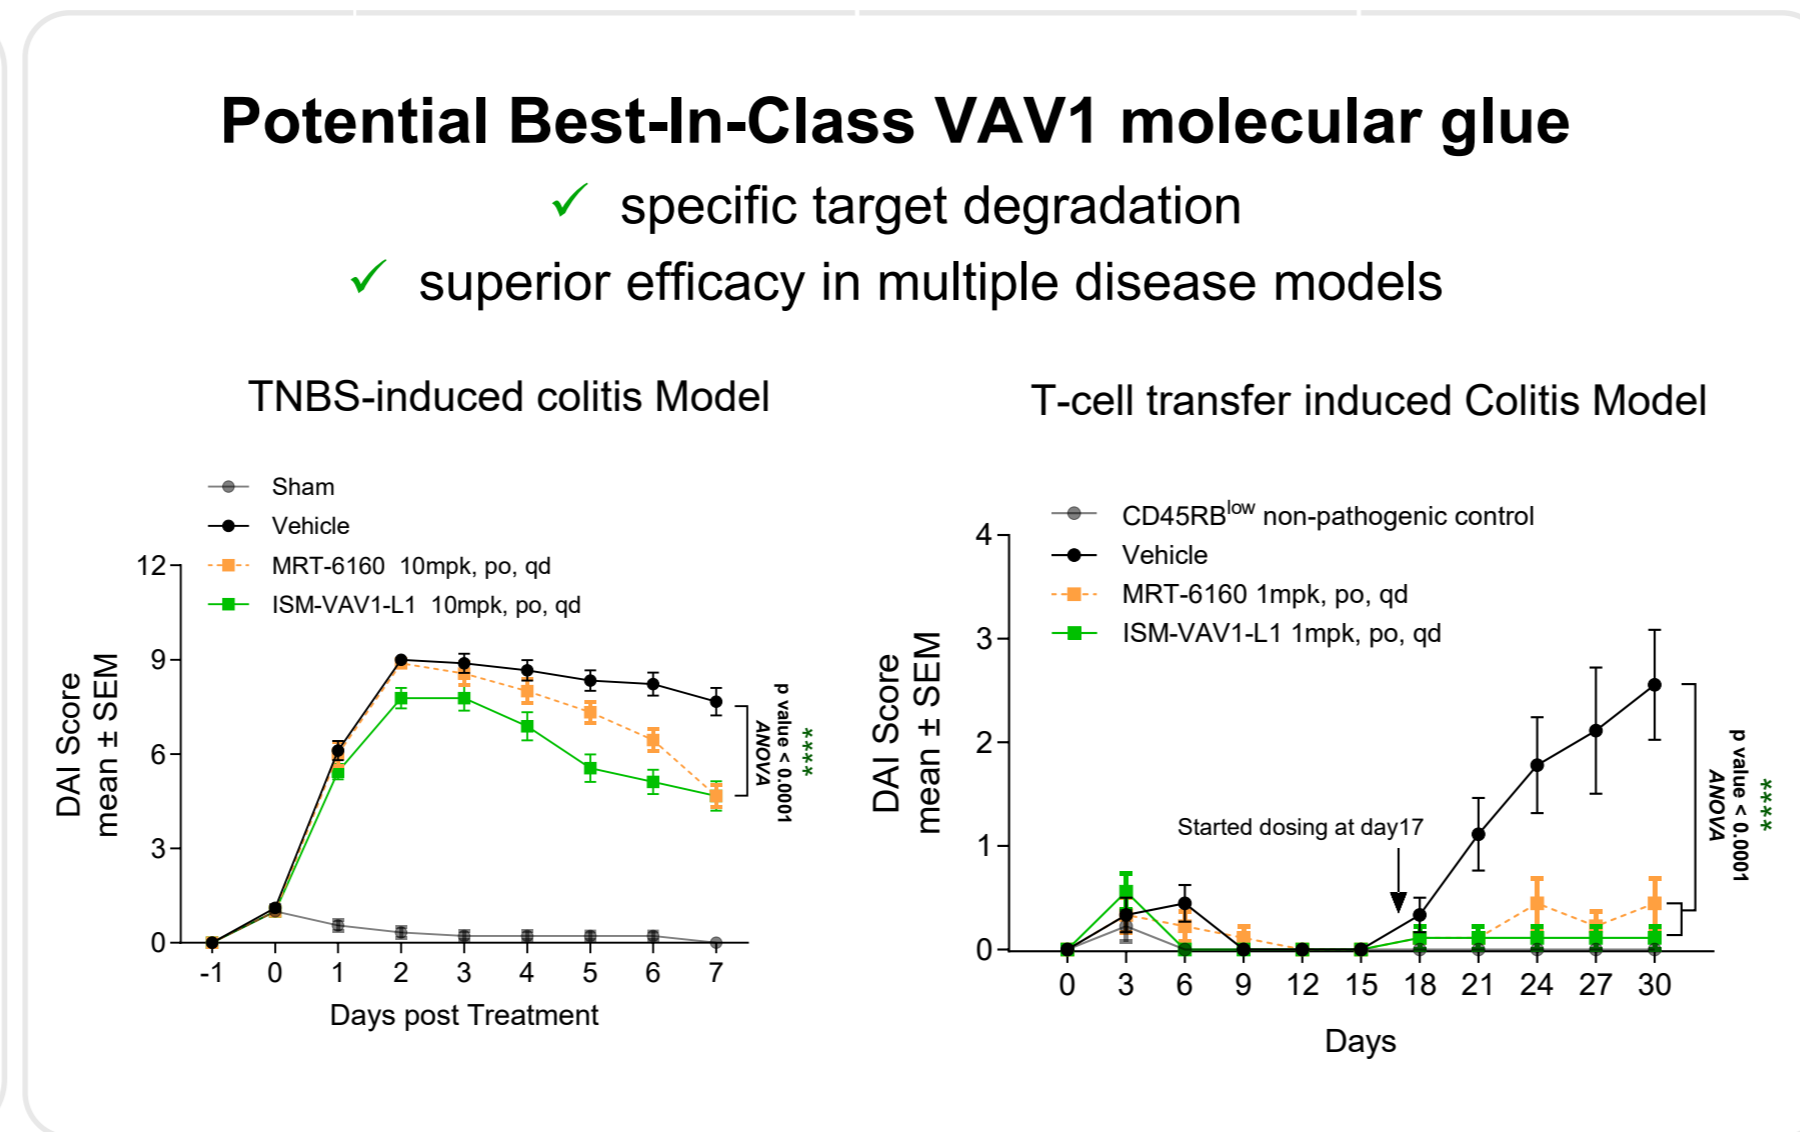 Potential Best-In-Class VAV1 molecular glue
✓ specific target degradation
✓ superior efficacy in multiple disease models
TNBS-induced colitis Model
Sham
Vehicle
MRT-6160 10mpk, po, qd
ISM-VAV1-L1 10mpk, po, qd
DAI Score
mean ± SEM
12
9
6
3
0
-1 0 1 2 3 4 5 6 7
Days post Treatment
****
p value < 0.0001
ANOVA
T-cell transfer induced Colitis Model
CD45RBlow non-pathogenic control
Vehicle
MRT-6160 1mpk, po, qd
ISM-VAV1-L1 1mpk, po, qd
DAI Score
mean ± SEM
4
3
2
1
0
Started dosing at day17
0 3 6 9 12 15 18 21 24 27 30
Days
****
p value < 0.0001
ANOVA